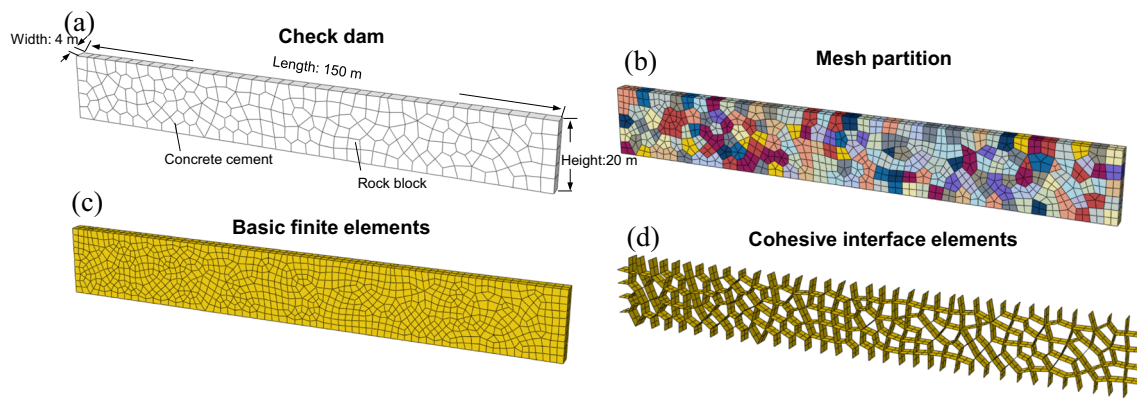 (a)
Check dam
Width: 4 m
Length: 150 m
Concrete cement
Rock block
Height:20 m
(b)
Mesh partition
(c)
Basic finite elements
(d)
Cohesive interface elements